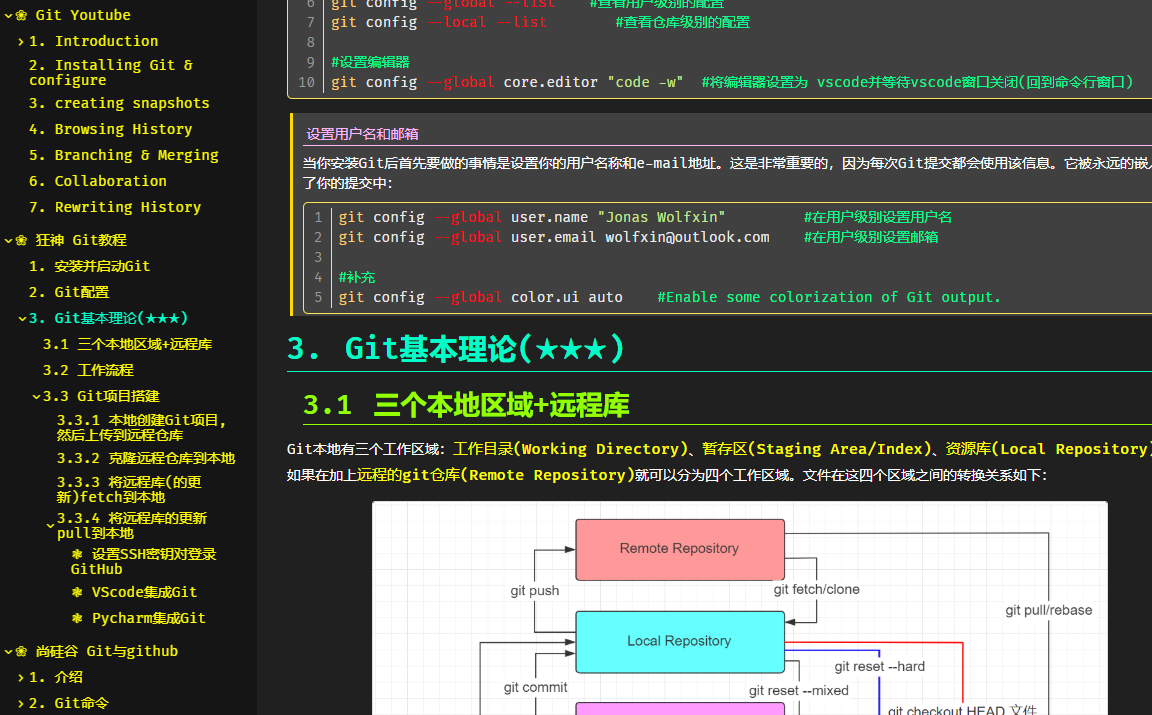 Git Youtube
1. Introduction
2. Installing Git &
configure
3. creating snapshots
4. Browsing History
5. Branching & Merging
6. Collaboration
7. Rewriting History
狂神 Git教程
1. 安装并启动Git
2. Git配置
3. Git基本理论(★★★)
3.1 三个本地区域+远程库
3.2 工作流程
3.3 Git项目搭建
3.3.1 本地创建Git项目，
然后上传到远程仓库
3.3.2 克隆远程仓库到本地
3.3.3 将远程库(的更
新)fetch到本地
3.3.4 将远程库的更新
pull到本地
设置SSH密钥对登录
GitHub
VScode集成Git
Pycharm集成Git
尚硅谷 Git与github
1. 介绍
2. Git命令
6 git config --global --list #查看用户级别的配置
7 git config --local --list #查看仓库级别的配置
8
9 #设置编辑器
10 git config --global core.editor "code -w" #将编辑器设置为 vscode并等待vscode窗口关闭(回到命令行窗口)
设置用户名和邮箱
当你安装Git后首先要做的事情是设置你的用户名称和e-mail地址。这是非常重要的，因为每次Git提交都会使用该信息。它被永远的嵌入
了你的提交中：
1 git config --global user.name "Jonas Wolfxin" #在用户级别设置用户名
2 git config --global user.email wolfxin@outlook.com #在用户级别设置邮箱
3
4 #补充
5 git config --global color.ui auto #Enable some colorization of Git output.
3. Git基本理论(★★★)
3.1 三个本地区域+远程库
Git本地有三个工作区域：工作目录(Working Directory)、暂存区(Staging Area/Index)、资源库(Local Repository)
如果在加上远程的git仓库(Remote Repository)就可以分为四个工作区域。文件在这四个区域之间的转换关系如下：
Remote Repository
git push
git fetch/clone
git pull/rebase
Local Repository
git reset --hard
git commit
git reset --mixed
git checkout HEAD 文件